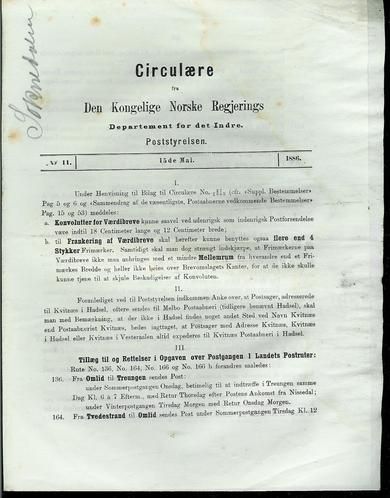 Circulære
fra
Den Kongelige Norske Regjerings
Departement for det Indre.
Poststyrelsen.
№ 11. 15de Mai. 1886.
I.
Under Henvisning til Bilag til Circulære No. (cfr. «Suppl. Bestemmelser»
Pag 5 og 6 og «Sammendrag af de væsentligste, Postaabnerne vedkommende Bestemmelser»
Pag. 15 og 53) meddeles:
a. Konvolutter for Værdibreve kunne saavel ved udenrigsk som indenrigsk Postforsendelse
være indtil 18 Centimeter lange og 12 Centimeter brede;
b. til Frankering af Værdibreve skal herefter kunne benyttes ogsaa flere end 4
Stykker Frimærker. Samtidig skal man dog strengt indskjærpe, at Frimærkerne paa
Værdibreve ikke maa anbringes med et mindre Mellemrum fra hverandre end et Fri-
mærkes Bredde og heller ikke bøies over Brevomslagets Kanter, for at de ikke skulle
kunne tjene til at skjule Beskadigelser af Konvoluten.
II.
Formedelst ved til Poststyrelsen indkommen Anke over, at Postsager, adresserede
til Kvitnæs i Hadsel, oftere sendes til Melbo Postaabneri (tidligere benævnt Hadsel), skal
man med Bemærkning, at der ikke i Hadsel findes noget andet Sted ved Navn Kvitnæs
end Postaabneriet Kvitnæs, bedes iagttaget, at Postsager med Adresse Kvitnæs, Kvitnæs
i Hadsel eller Kvitnæs i Vesteraalen altid expederes til Kvitnæs i Hadsel.
III.
Tillæg til og Rettelser i Opgaven over Postgangen i Landets Postruter:
Rute No. 136, No. 164, No. 166 og No. 166 b forandres saaledes:
136. Fra Omlid til Treungen sendes Post:
under Sommerpostgangen Onsdag, betimelig til at indtræffe i Treungen samme
Dag Kl. 6 à 7 Efterm., med Retur Thorsdag efter Postens Ankomst fra Nissedal;
under Vinterpostgangen Tirsdag Morgen med Retur Onsdag Morgen.
164. Fra Tvedestrand til Omlid sendes Post under Sommerpostgangen Tirsdag Kl. 12